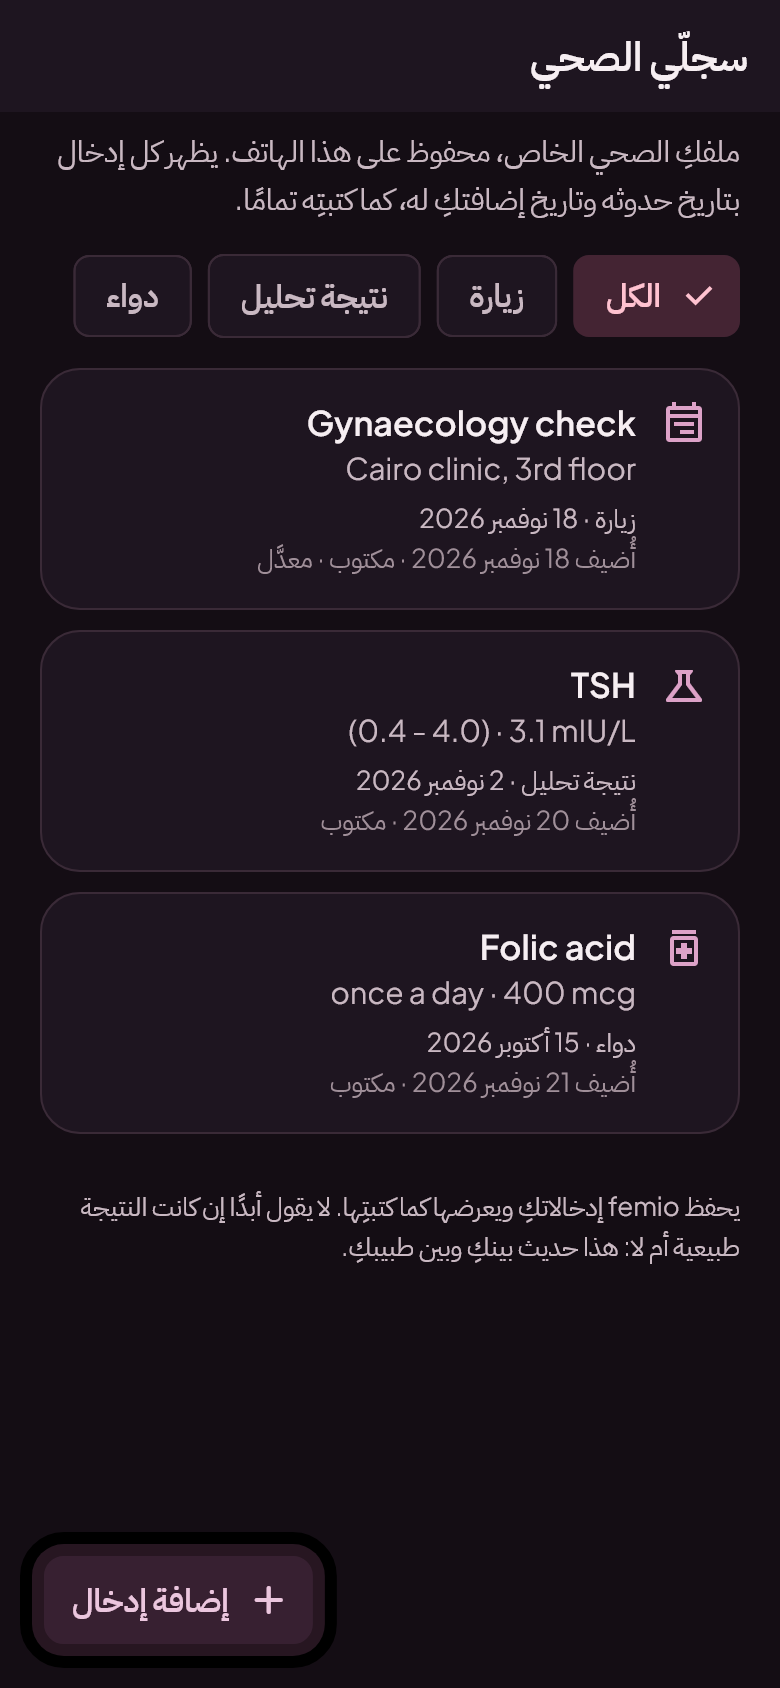 سجلّي الصحي
ملفكِ الصحي الخاص، محفوظ على هذا الهاتف. يظهر كل إدخال
بتاريخ حدوثه وتاريخ إضافتكِ له، كما كتبتِه تمامًا.
الكل
زيارة
نتيجة تحليل
دواء
Gynaecology check
Cairo clinic, 3rd floor
زيارة · 18 نوفمبر 2026
أُضيف 18 نوفمبر 2026 · مكتوب · معدَّل
TSH
3.1 mIU/L · (0.4 – 4.0)
نتيجة تحليل · 2 نوفمبر 2026
أُضيف 20 نوفمبر 2026 · مكتوب
Folic acid
400 mcg · once a day
دواء · 15 أكتوبر 2026
أُضيف 21 نوفمبر 2026 · مكتوب
يحفظ femio إدخالاتكِ ويعرضها كما كتبتِها. لا يقول أبدًا إن كانت النتيجة
طبيعية أم لا: هذا حديث بينكِ وبين طبيبكِ.
إضافة إدخال